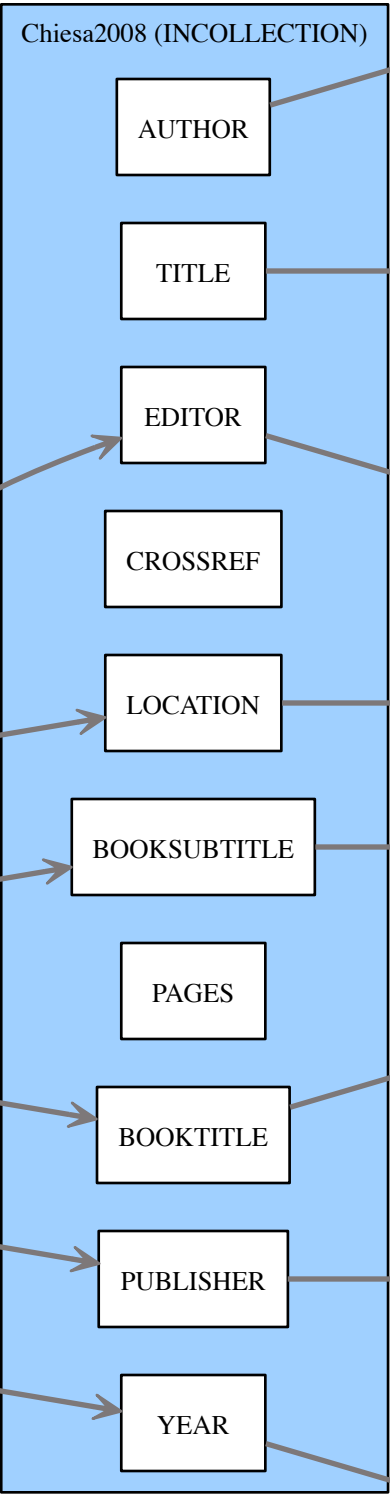 Chiesa2008 (INCOLLECTION)
AUTHOR
TITLE
EDITOR
CROSSREF
LOCATION
BOOKSUBTITLE
PAGES
BOOKTITLE
PUBLISHER
YEAR